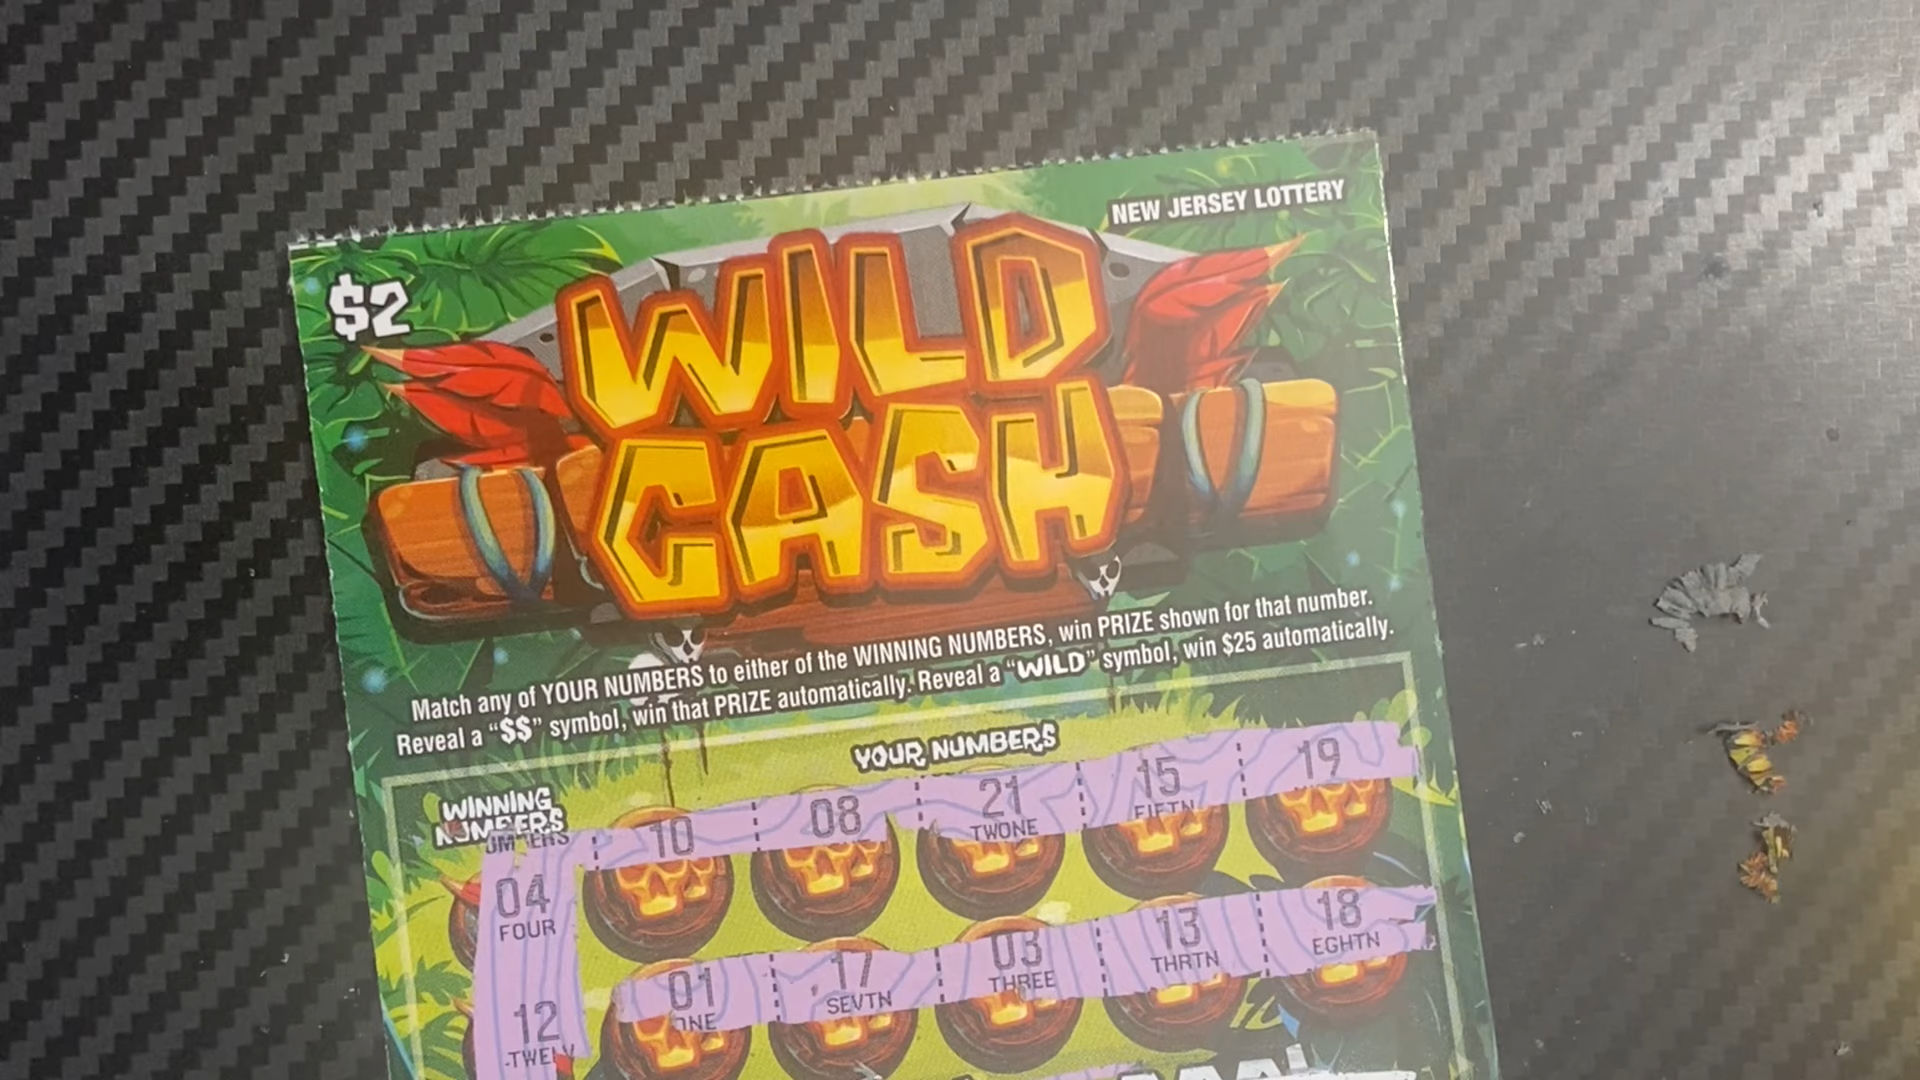 NEW JERSEY LOTTERY
$2
WILD
CASH
Match any of YOUR NUMBERS to either of the WINNING NUMBERS, win PRIZE shown for that number.
Reveal a "$$" symbol, win that PRIZE automatically. Reveal a "WILD" symbol, win $25 automatically.
YOUR NUMBERS
WINNING
NUMBERS
10 08 21 15 19
TWONE FIFTN
04
FOUR
01 17 03 13 18
ONE SEVTN THREE THRTN EGHTN
12
TWELV